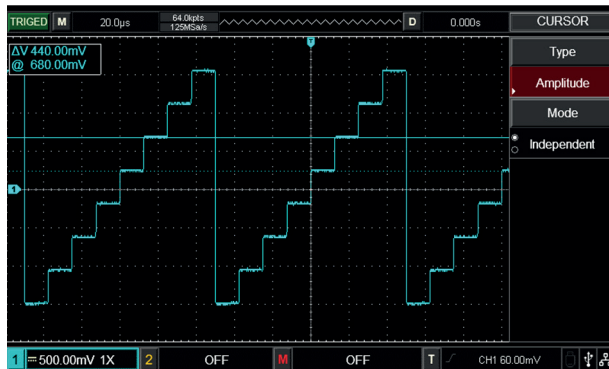 TRIGED M 20.0μs 64.0kpts D 0.000s CURSOR
125MSa/s
T
ΔV 440.00mV
@ 680.00mV
Type
Amplitude
Mode
Independent
1
1 500.00mV 1X 2 OFF M OFF T CH1 60.00mV